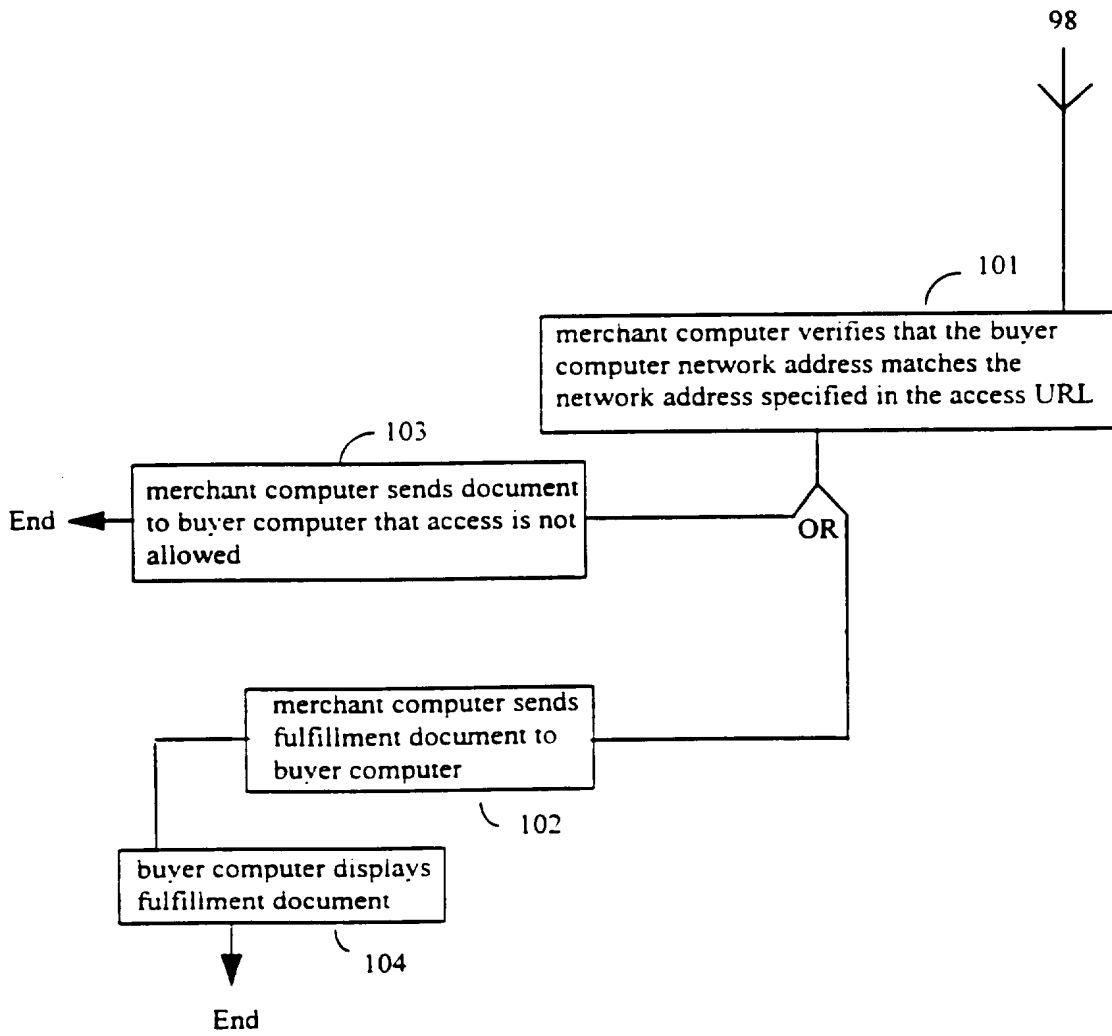 98
101
merchant computer verifies that the buyer
computer network address matches the
network address specified in the access URL
103
merchant computer sends document
to buyer computer that access is not
allowed
End
OR
merchant computer sends
fulfillment document to
buyer computer
102
buyer computer displays
fulfillment document
104
End